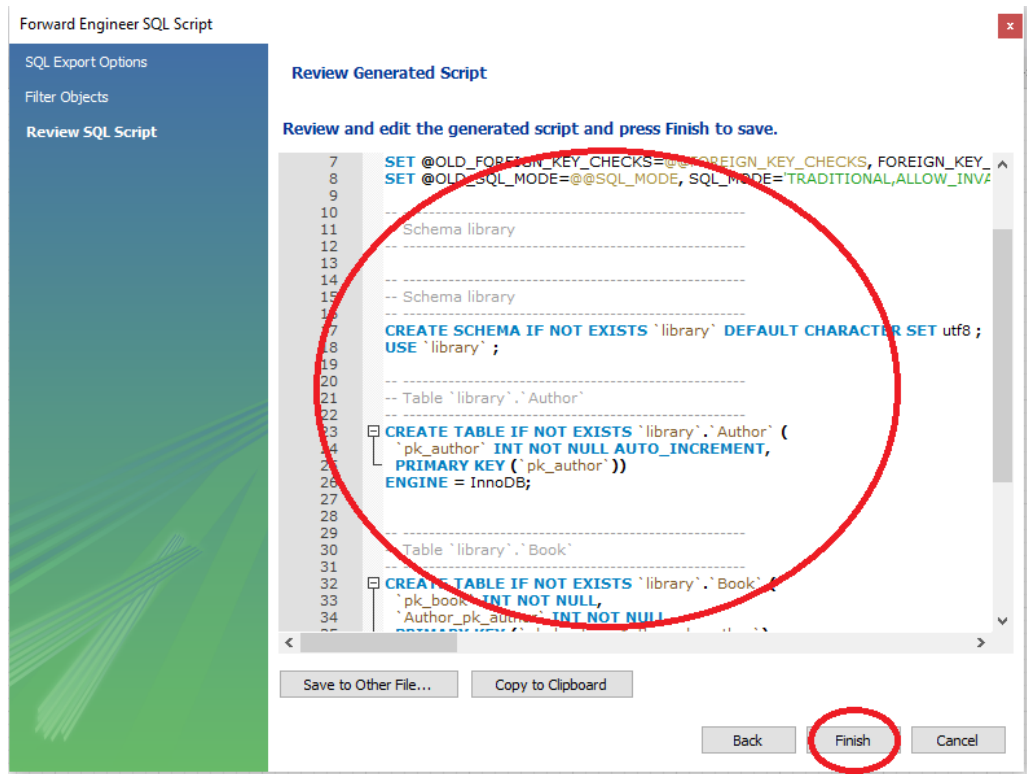 Forward Engineer SQL Script
x
SQL Export Options
Filter Objects
Review SQL Script
Review Generated Script
Review and edit the generated script and press Finish to save.
7 SET @OLD_FOREIGN_KEY_CHECKS=@@FOREIGN_KEY_CHECKS, FOREIGN_KEY_
8 SET @OLD_SQL_MODE=@@SQL_MODE, SQL_MODE='TRADITIONAL,ALLOW_INVA
9
10 -- -----------------------------------------------------
11 -- Schema library
12 -- -----------------------------------------------------
13
14 -- -----------------------------------------------------
15 -- Schema library
16 -- -----------------------------------------------------
17 CREATE SCHEMA IF NOT EXISTS `library` DEFAULT CHARACTER SET utf8 ;
18 USE `library` ;
19
20 -- -----------------------------------------------------
21 -- Table `library`.`Author`
22 -- -----------------------------------------------------
23 CREATE TABLE IF NOT EXISTS `library`.`Author` (
24 `pk_author` INT NOT NULL AUTO_INCREMENT,
25 PRIMARY KEY (`pk_author`))
26 ENGINE = InnoDB;
27
28
29 -- -----------------------------------------------------
30 -- Table `library`.`Book`
31 -- -----------------------------------------------------
32 CREATE TABLE IF NOT EXISTS `library`.`Book` (
33 `pk_book` INT NOT NULL,
34 `Author_pk_author` INT NOT NULL,
35 PRIMARY KEY
Save to Other File...
Copy to Clipboard
Back
Finish
Cancel